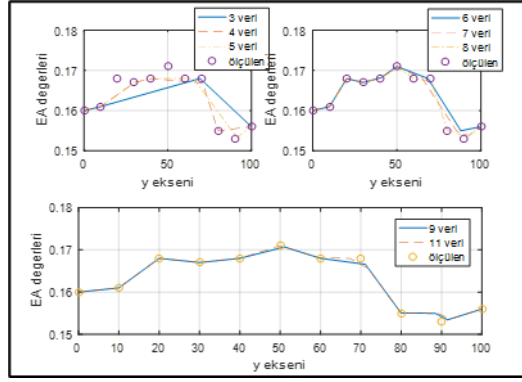 0.18
0.17
0.16
0.15
EA degerleri
0
50
100
y ekseni
3 veri
4 veri
5 veri
ölçülen
0.18
0.17
0.16
0.15
EA değerleri
0
50
100
y ekseni
6 veri
7 veri
8 veri
ölçülen
0.18
0.17
0.16
0.15
EA degerleri
0
10
20
30
40
50
60
70
80
90
100
y ekseni
9 veri
11 veri
ölçülen